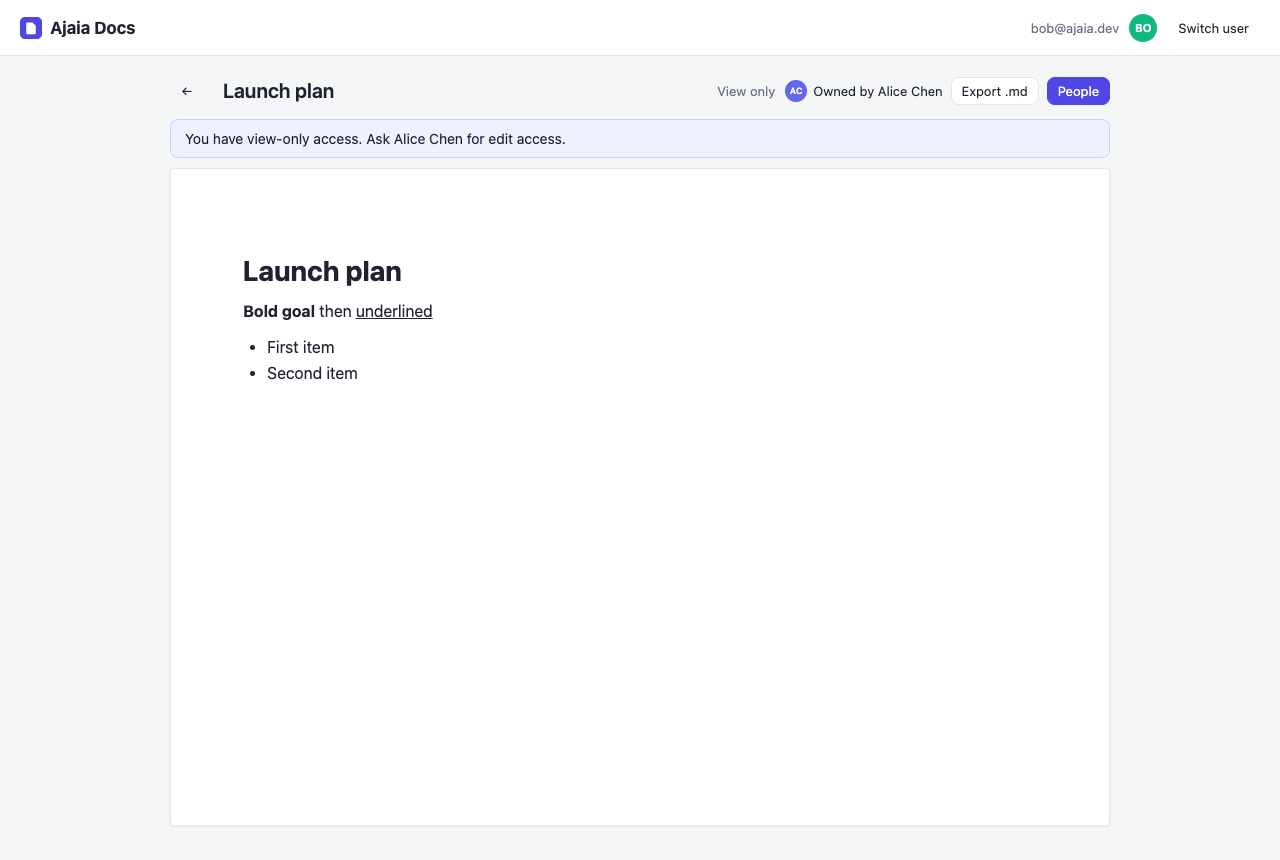 Ajaia Docs
bob@ajaia.dev BO Switch user
← Launch plan
View only AC Owned by Alice Chen Export .md People
You have view-only access. Ask Alice Chen for edit access.
Launch plan
Bold goal then underlined
• First item
• Second item